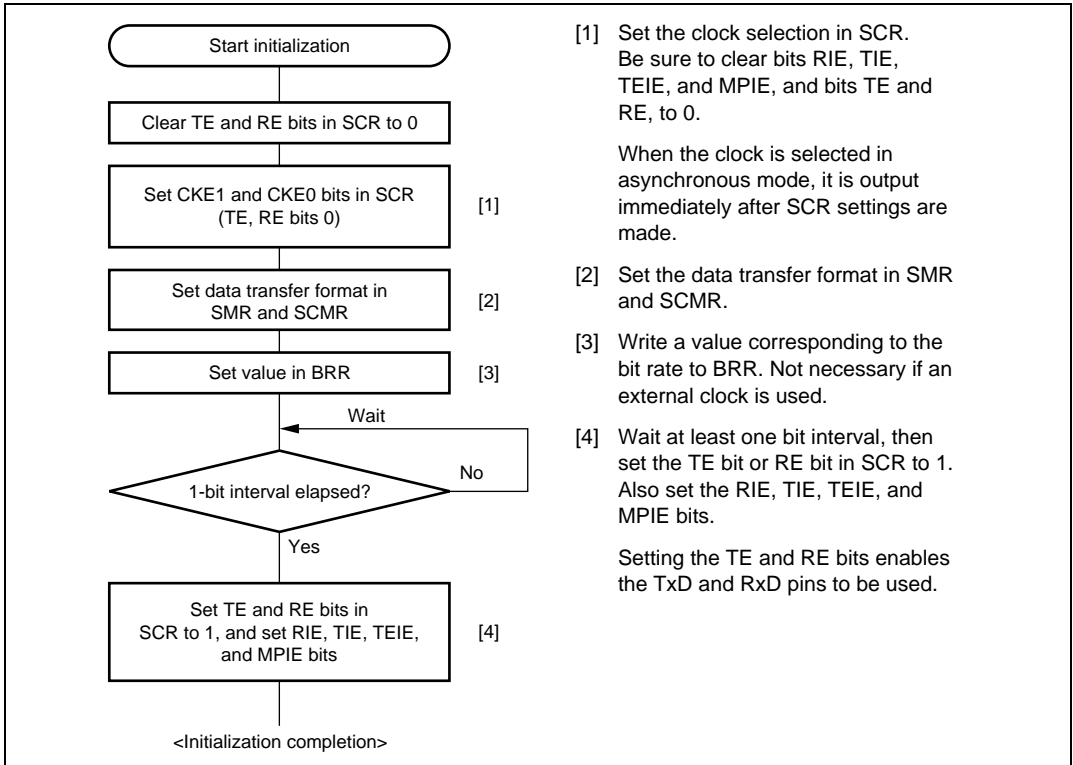 Start initialization
Clear TE and RE bits in SCR to 0
Set CKE1 and CKE0 bits in SCR
(TE, RE bits 0)
[1]
Set data transfer format in
SMR and SCMR
[2]
Set value in BRR
[3]
Wait
No
1-bit interval elapsed?
Yes
Set TE and RE bits in
SCR to 1, and set RIE, TIE, TEIE,
and MPIE bits
[4]
<Initialization completion>
[1] Set the clock selection in SCR.
Be sure to clear bits RIE, TIE,
TEIE, and MPIE, and bits TE and
RE, to 0.
When the clock is selected in
asynchronous mode, it is output
immediately after SCR settings are
made.
[2] Set the data transfer format in SMR
and SCMR.
[3] Write a value corresponding to the
bit rate to BRR. Not necessary if an
external clock is used.
[4] Wait at least one bit interval, then
set the TE bit or RE bit in SCR to 1.
Also set the RIE, TIE, TEIE, and
MPIE bits.
Setting the TE and RE bits enables
the TxD and RxD pins to be used.